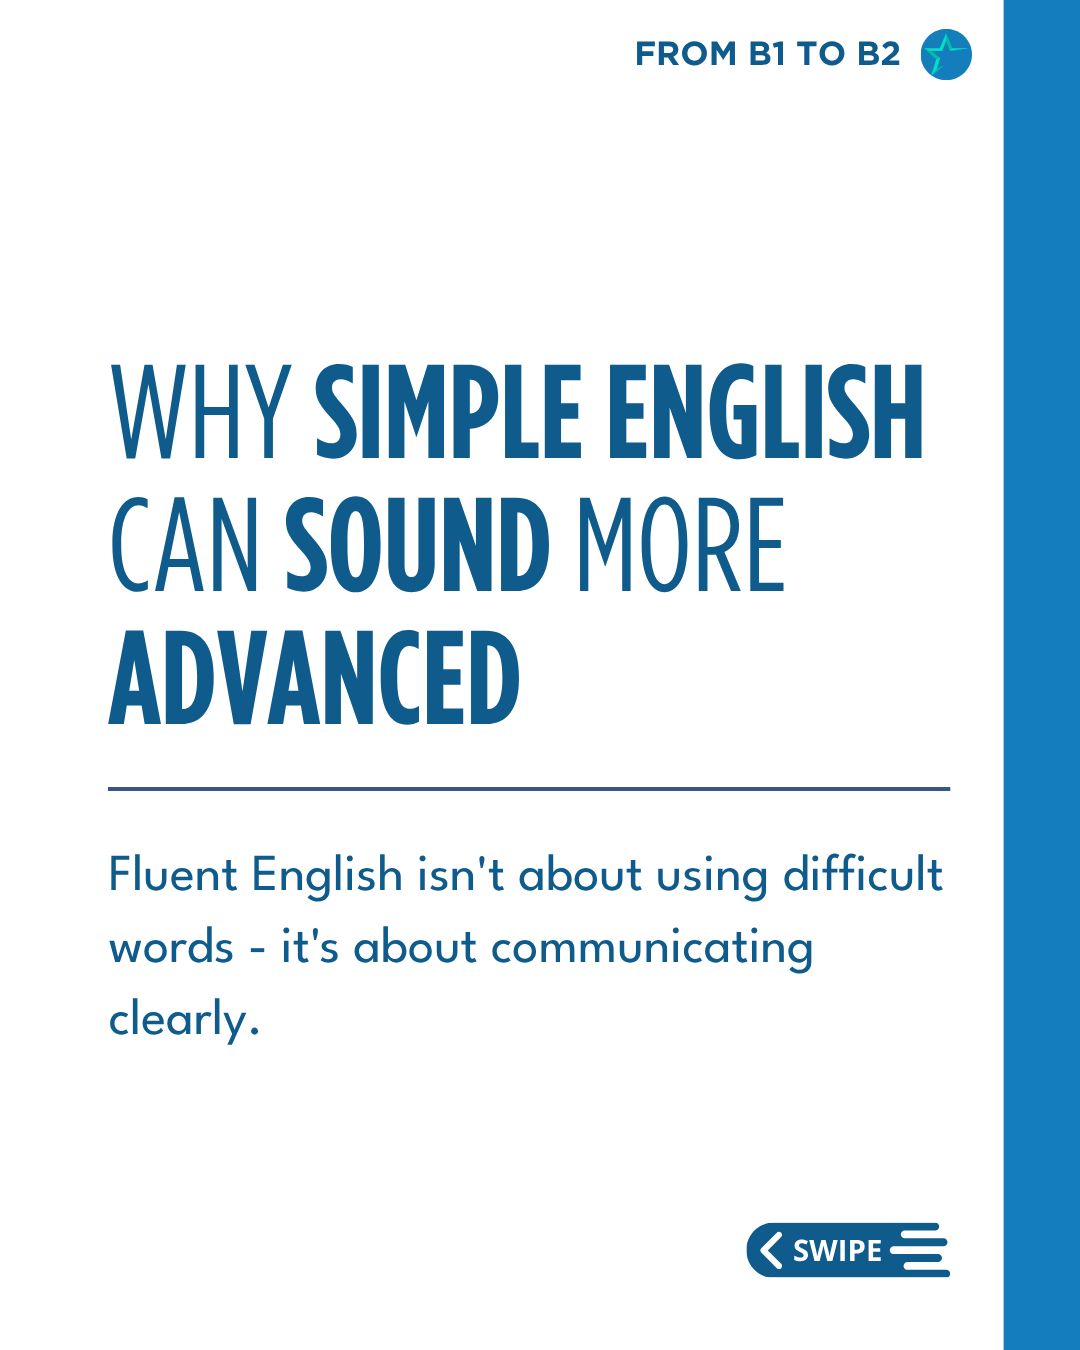 FROM B1 TO B2
WHY SIMPLE ENGLISH
CAN SOUND MORE
ADVANCED
Fluent English isn't about using difficult
words - it's about communicating
clearly.
SWIPE